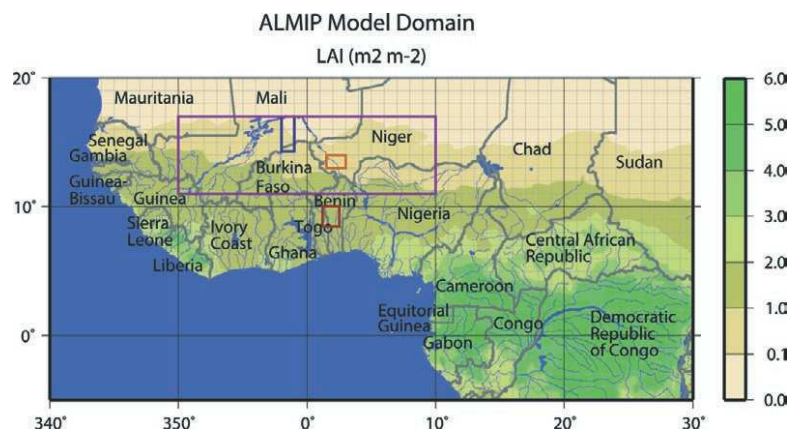 ALMIP Model Domain
LAI (m2 m-2)
20˚
6.0
Mauritania
Mali
5.0
Senegal
Gambia
Niger
Chad
Sudan
4.0
Burkina
Faso
Guinea-
Bissau
Guinea
Benin
Nigeria
3.0
10˚
Sierra
Leone
Ivory
Coast
Togo
Ghana
Central African
Republic
Liberia
2.0
Cameroon
1.0
Equitorial
Guinea
Congo
Democratic
Republic
of Congo
0˚
Gabon
0.1
0.0
340˚
350˚
0˚
10˚
20˚
30˚